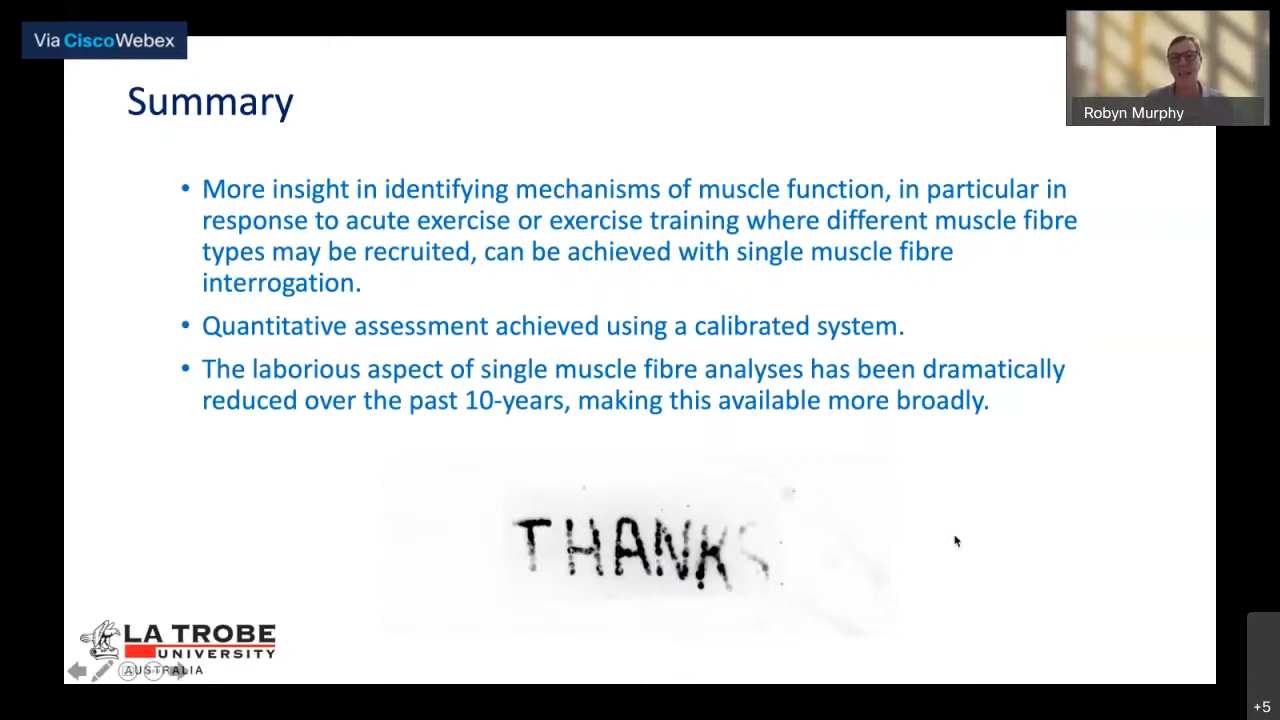 Via Cisco Webex
Robyn Murphy
Summary
• More insight in identifying mechanisms of muscle function, in particular in
response to acute exercise or exercise training where different muscle fibre
types may be recruited, can be achieved with single muscle fibre
interrogation.
• Quantitative assessment achieved using a calibrated system.
• The laborious aspect of single muscle fibre analyses has been dramatically
reduced over the past 10-years, making this available more broadly.
THANKS
LA TROBE
UNIVERSITY
AUSTRALIA
+5